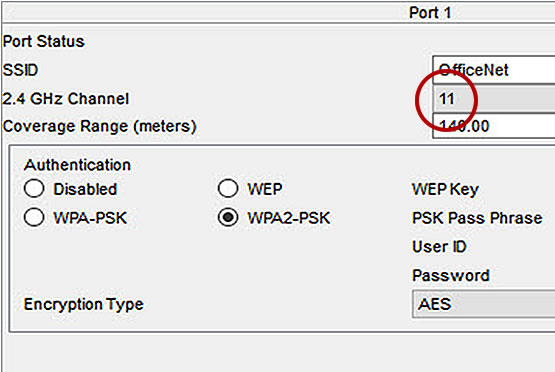 Port 1
Port Status
SSID OfficeNet
2.4 GHz Channel 11
Coverage Range (meters) 140.00
Authentication
Disabled WEP WEP Key
WPA-PSK WPA2-PSK PSK Pass Phrase
User ID
Password
Encryption Type AES